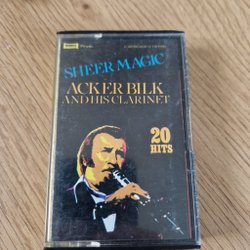 SHEER MAGIC
ACKER BILK
AND HIS CLARINET
20
HITS